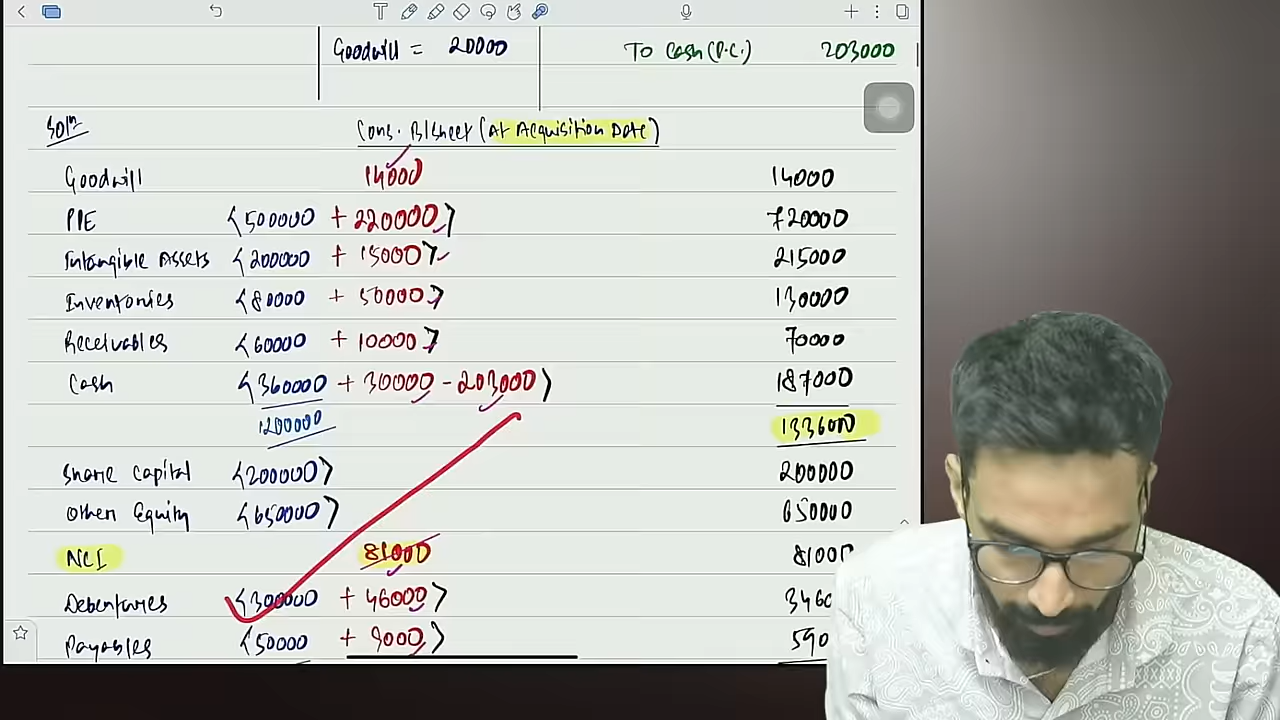 Goodwill = 20000
To Cash (P.C.) 203000
Soln
Cons. B/Sheet (At Acquisition Date)
Goodwill 14000 14000
PPE <500000 + 220000> 720000
Intangible Assets <200000 + 15000> 215000
Inventories <80000 + 50000> 130000
Receivables <60000 + 10000> 70000
Cash <360000 + 30000 - 203000> 187000
1200000 1336000
Share Capital <200000> 200000
Other Equity <650000> 650000
NCI 81000 81000
Debentures <300000 + 46000> 3460
Payables <50000 + 9000> 590